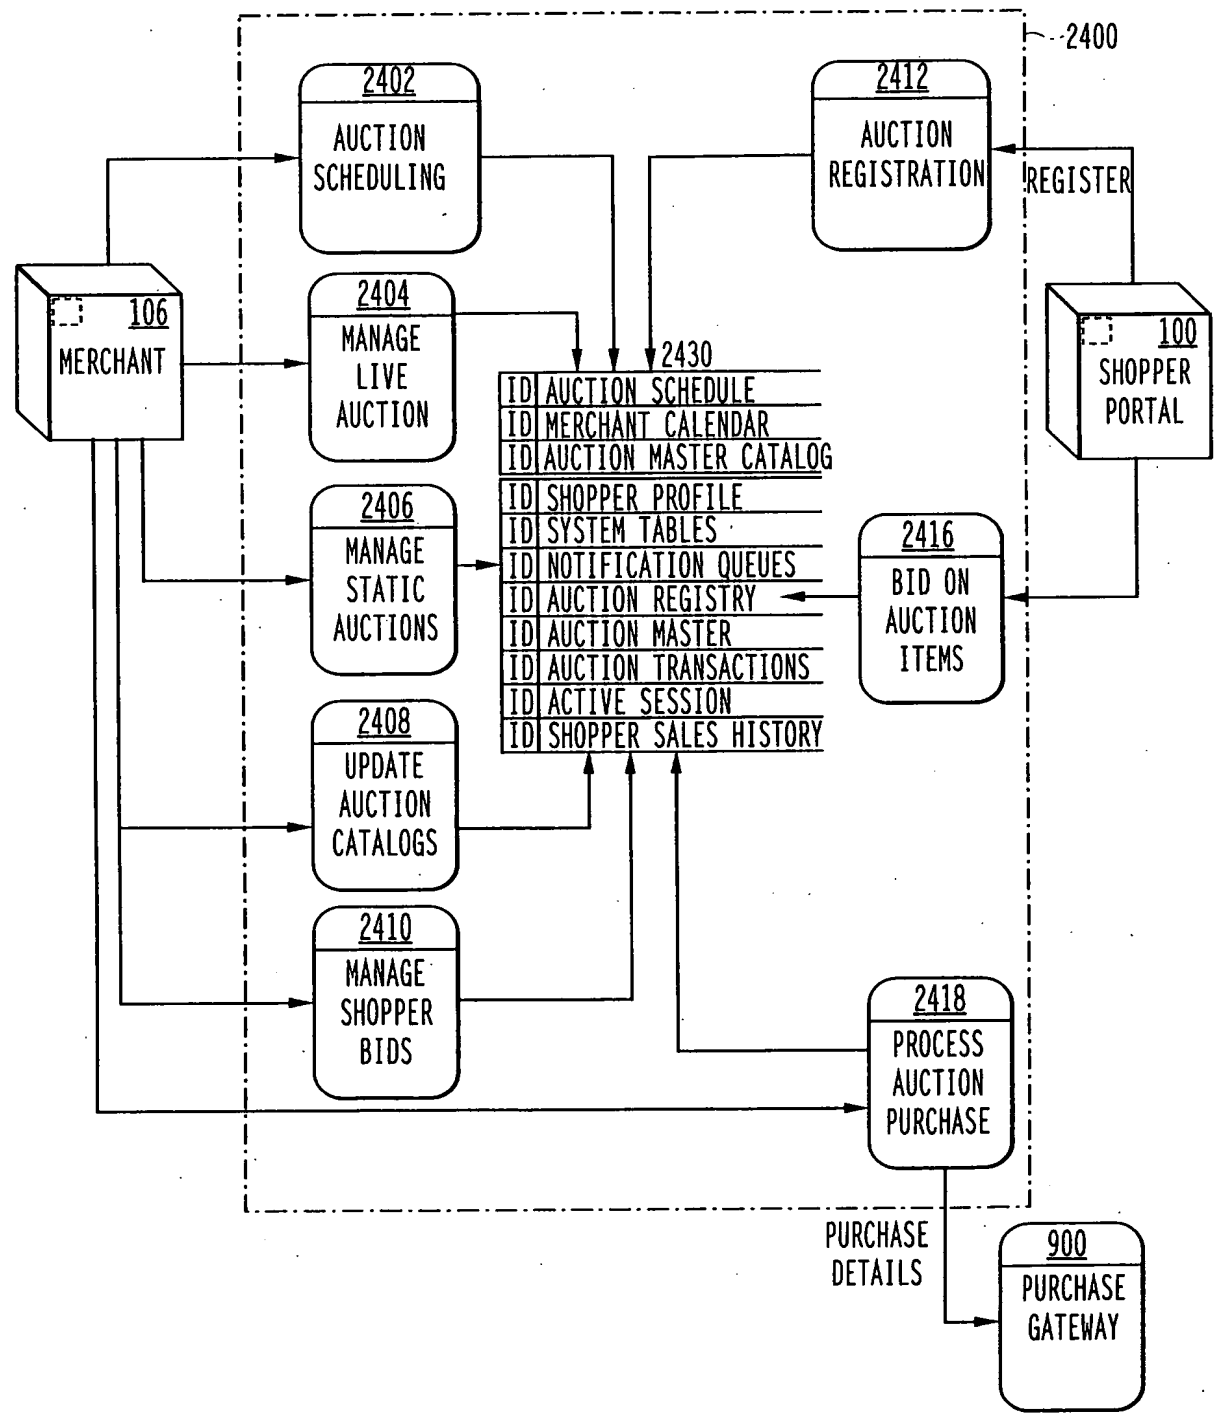 2400
2402
AUCTION
SCHEDULING
2412
AUCTION
REGISTRATION
REGISTER
106
MERCHANT
2404
MANAGE
LIVE
AUCTION
100
SHOPPER
PORTAL
2430
ID AUCTION SCHEDULE
ID MERCHANT CALENDAR
ID AUCTION MASTER CATALOG
ID SHOPPER PROFILE
ID SYSTEM TABLES
ID NOTIFICATION QUEUES
ID AUCTION REGISTRY
ID AUCTION MASTER
ID AUCTION TRANSACTIONS
ID ACTIVE SESSION
ID SHOPPER SALES HISTORY
2406
MANAGE
STATIC
AUCTIONS
2416
BID ON
AUCTION
ITEMS
2408
UPDATE
AUCTION
CATALOGS
2410
MANAGE
SHOPPER
BIDS
2418
PROCESS
AUCTION
PURCHASE
PURCHASE
DETAILS
900
PURCHASE
GATEWAY